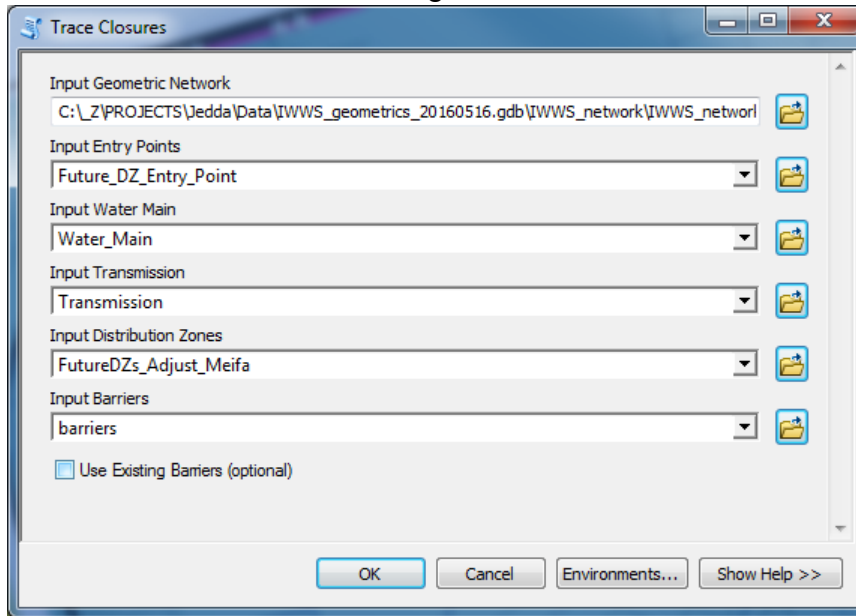 Trace Closures
Input Geometric Network
C:\_Z\PROJECTS\Jedda\Data\IWWS_geometrics_20160516.gdb\IWWS_network\IWWS_networl
Input Entry Points
Future_DZ_Entry_Point
Input Water Main
Water_Main
Input Transmission
Transmission
Input Distribution Zones
FutureDZs_Adjust_Meifa
Input Barriers
barriers
Use Existing Barriers (optional)
OK Cancel Environments... Show Help >>